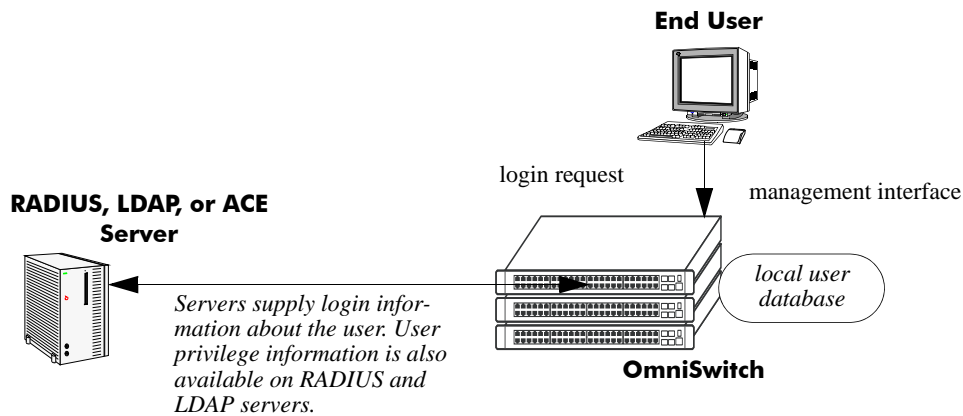 End User
login request
management interface
RADIUS, LDAP, or ACE
Server
local user
database
Servers supply login infor-
mation about the user. User
privilege information is also
available on RADIUS and
LDAP servers.
OmniSwitch